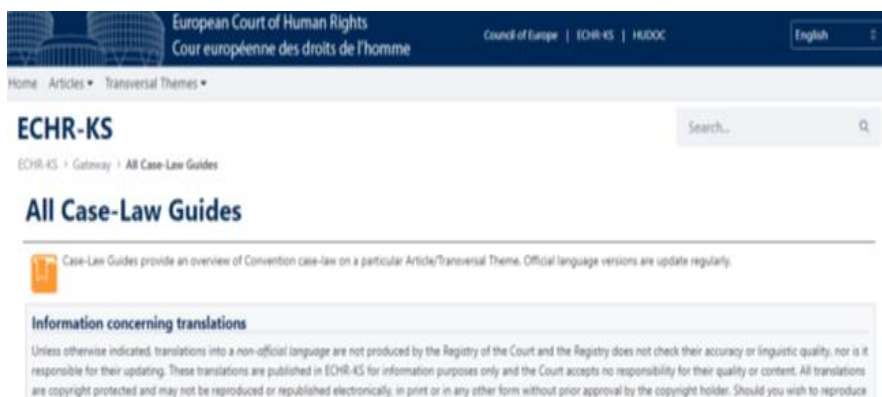 European Court of Human Rights
Cour européenne des droits de l'homme
Council of Europe | ECHR-KS | HUDOC
English
Home Articles Transversal Themes
ECHR-KS
Search...
ECHR-KS › Gateway › All Case-Law Guides
All Case-Law Guides
Case-Law Guides provide an overview of Convention case-law on a particular Article/Transversal Theme. Official language versions are update regularly.
Information concerning translations
Unless otherwise indicated, translations into a non-official language are not produced by the Registry of the Court and the Registry does not check their accuracy or linguistic quality, nor is it
responsible for their updating. These translations are published in ECHR-KS for information purposes only and the Court accepts no responsibility for their quality or content. All translations
are copyright protected and may not be reproduced or republished electronically, in print or in any other form without prior approval by the copyright holder. Should you wish to reproduce